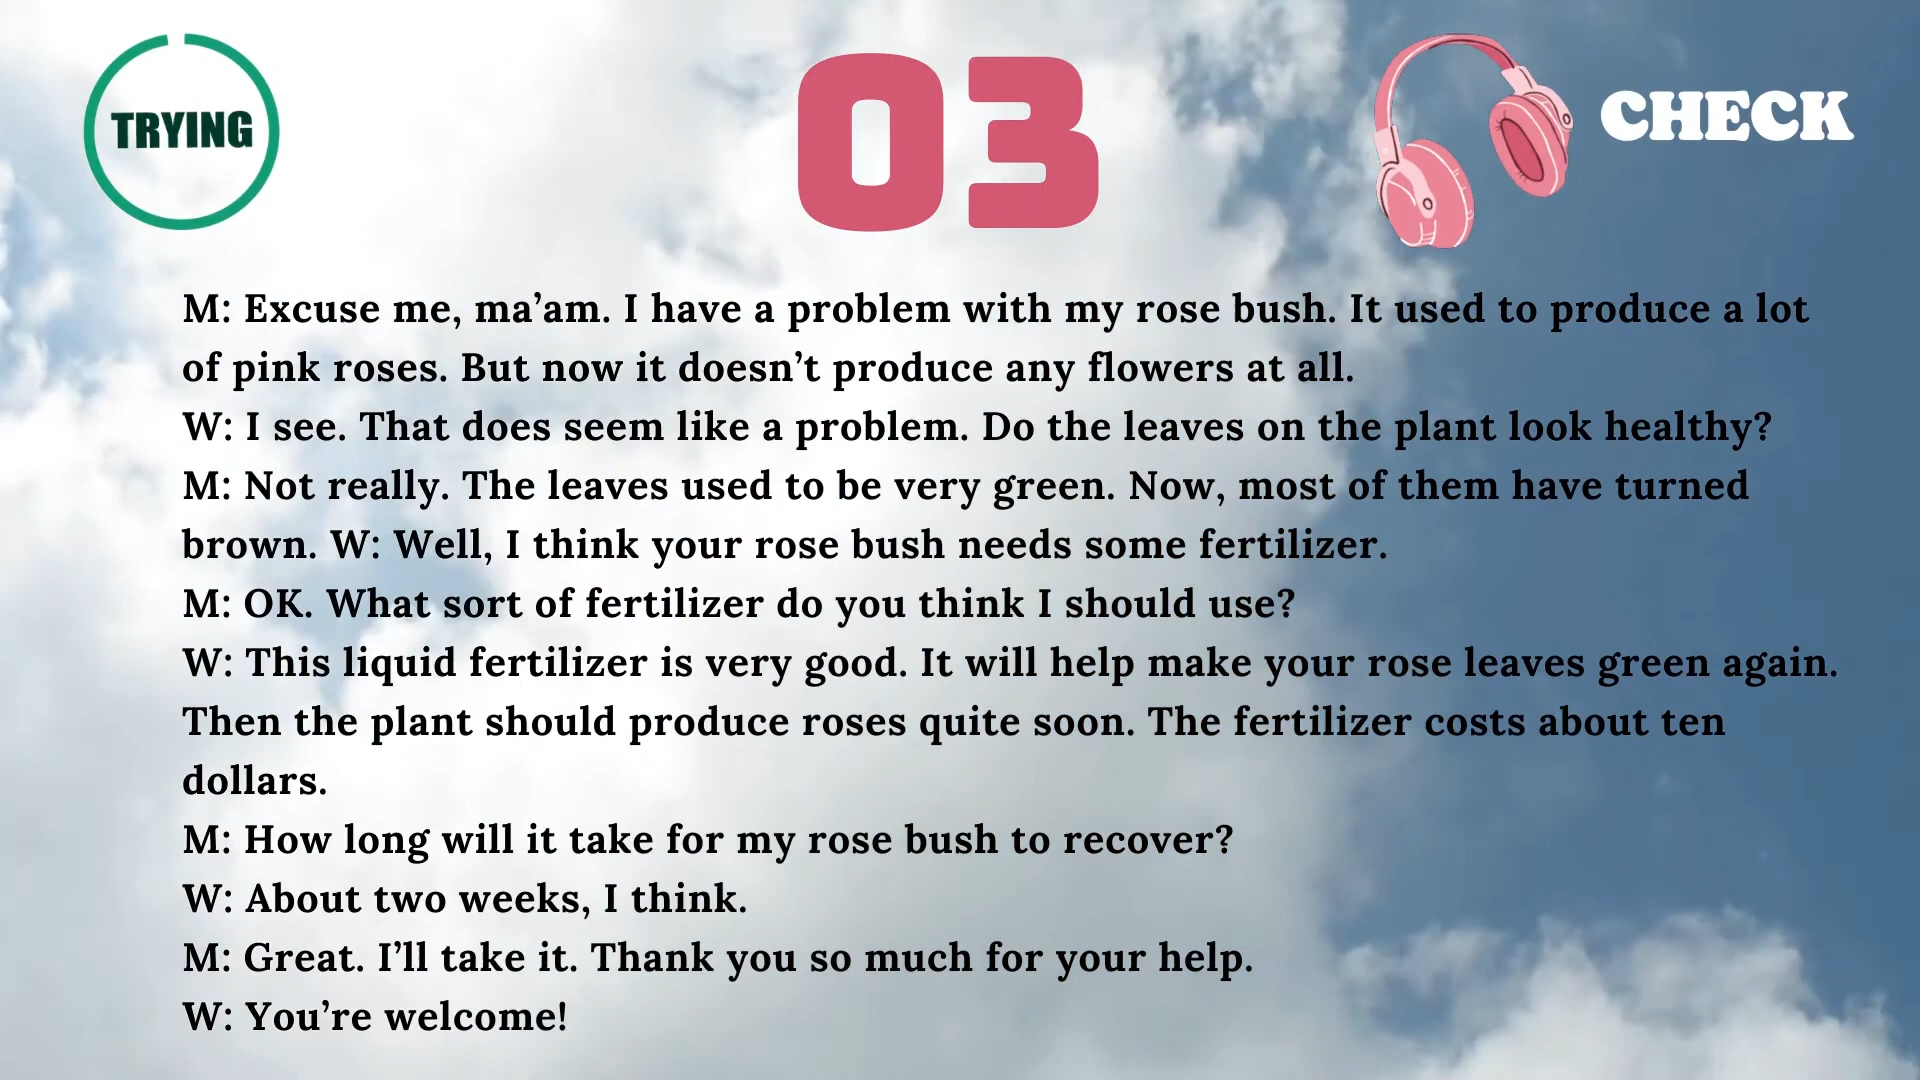 TRYING
03
CHECK
M: Excuse me, ma’am. I have a problem with my rose bush. It used to produce a lot
of pink roses. But now it doesn’t produce any flowers at all.
W: I see. That does seem like a problem. Do the leaves on the plant look healthy?
M: Not really. The leaves used to be very green. Now, most of them have turned
brown. W: Well, I think your rose bush needs some fertilizer.
M: OK. What sort of fertilizer do you think I should use?
W: This liquid fertilizer is very good. It will help make your rose leaves green again.
Then the plant should produce roses quite soon. The fertilizer costs about ten
dollars.
M: How long will it take for my rose bush to recover?
W: About two weeks, I think.
M: Great. I’ll take it. Thank you so much for your help.
W: You’re welcome!